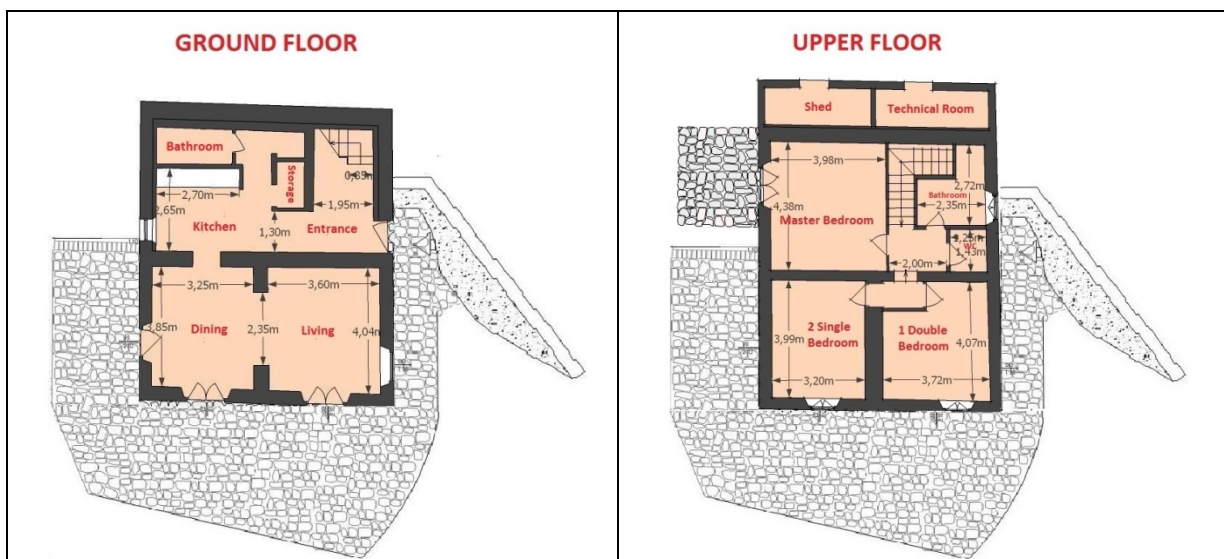 GROUND FLOOR
Bathroom
Storage
0,85m
2,70m
2,65m
1,95m
Kitchen
1,30m
Entrance
3,25m
3,60m
3,85m
Dining
2,35m
Living
4,04m
UPPER FLOOR
Shed
Technical Room
3,98m
2,72m
Bathroom
2,35m
4,38m
Master Bedroom
WC
1,43m
2,00m
3,99m
2 Single
Bedroom
1 Double
Bedroom
4,07m
3,20m
3,72m